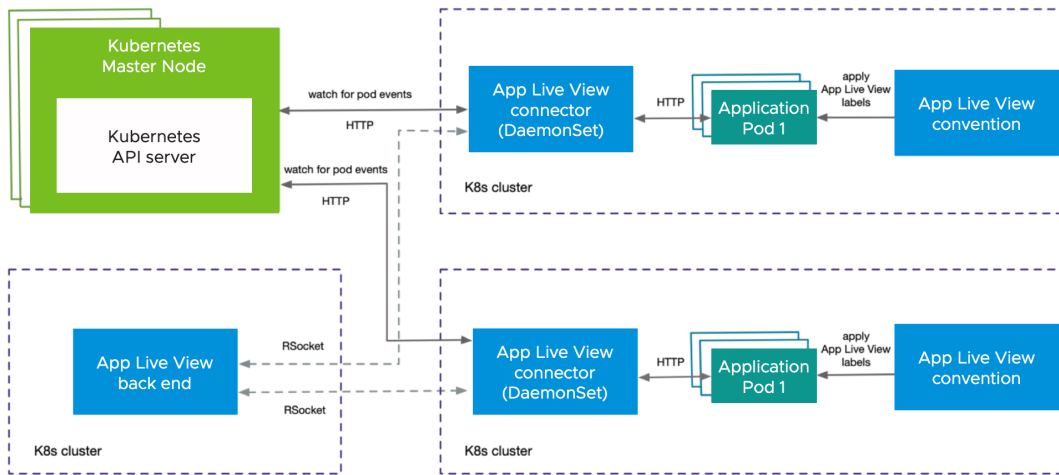 Kubernetes
Master Node
Kubernetes
API server
watch for pod events
HTTP
watch for pod events
HTTP
App Live View
connector
(DaemonSet)
HTTP
Application
Pod 1
apply
App Live View
labels
App Live View
convention
K8s cluster
App Live View
back end
RSocket
RSocket
K8s cluster
App Live View
connector
(DaemonSet)
HTTP
Application
Pod 1
apply
App Live View
labels
App Live View
convention
K8s cluster